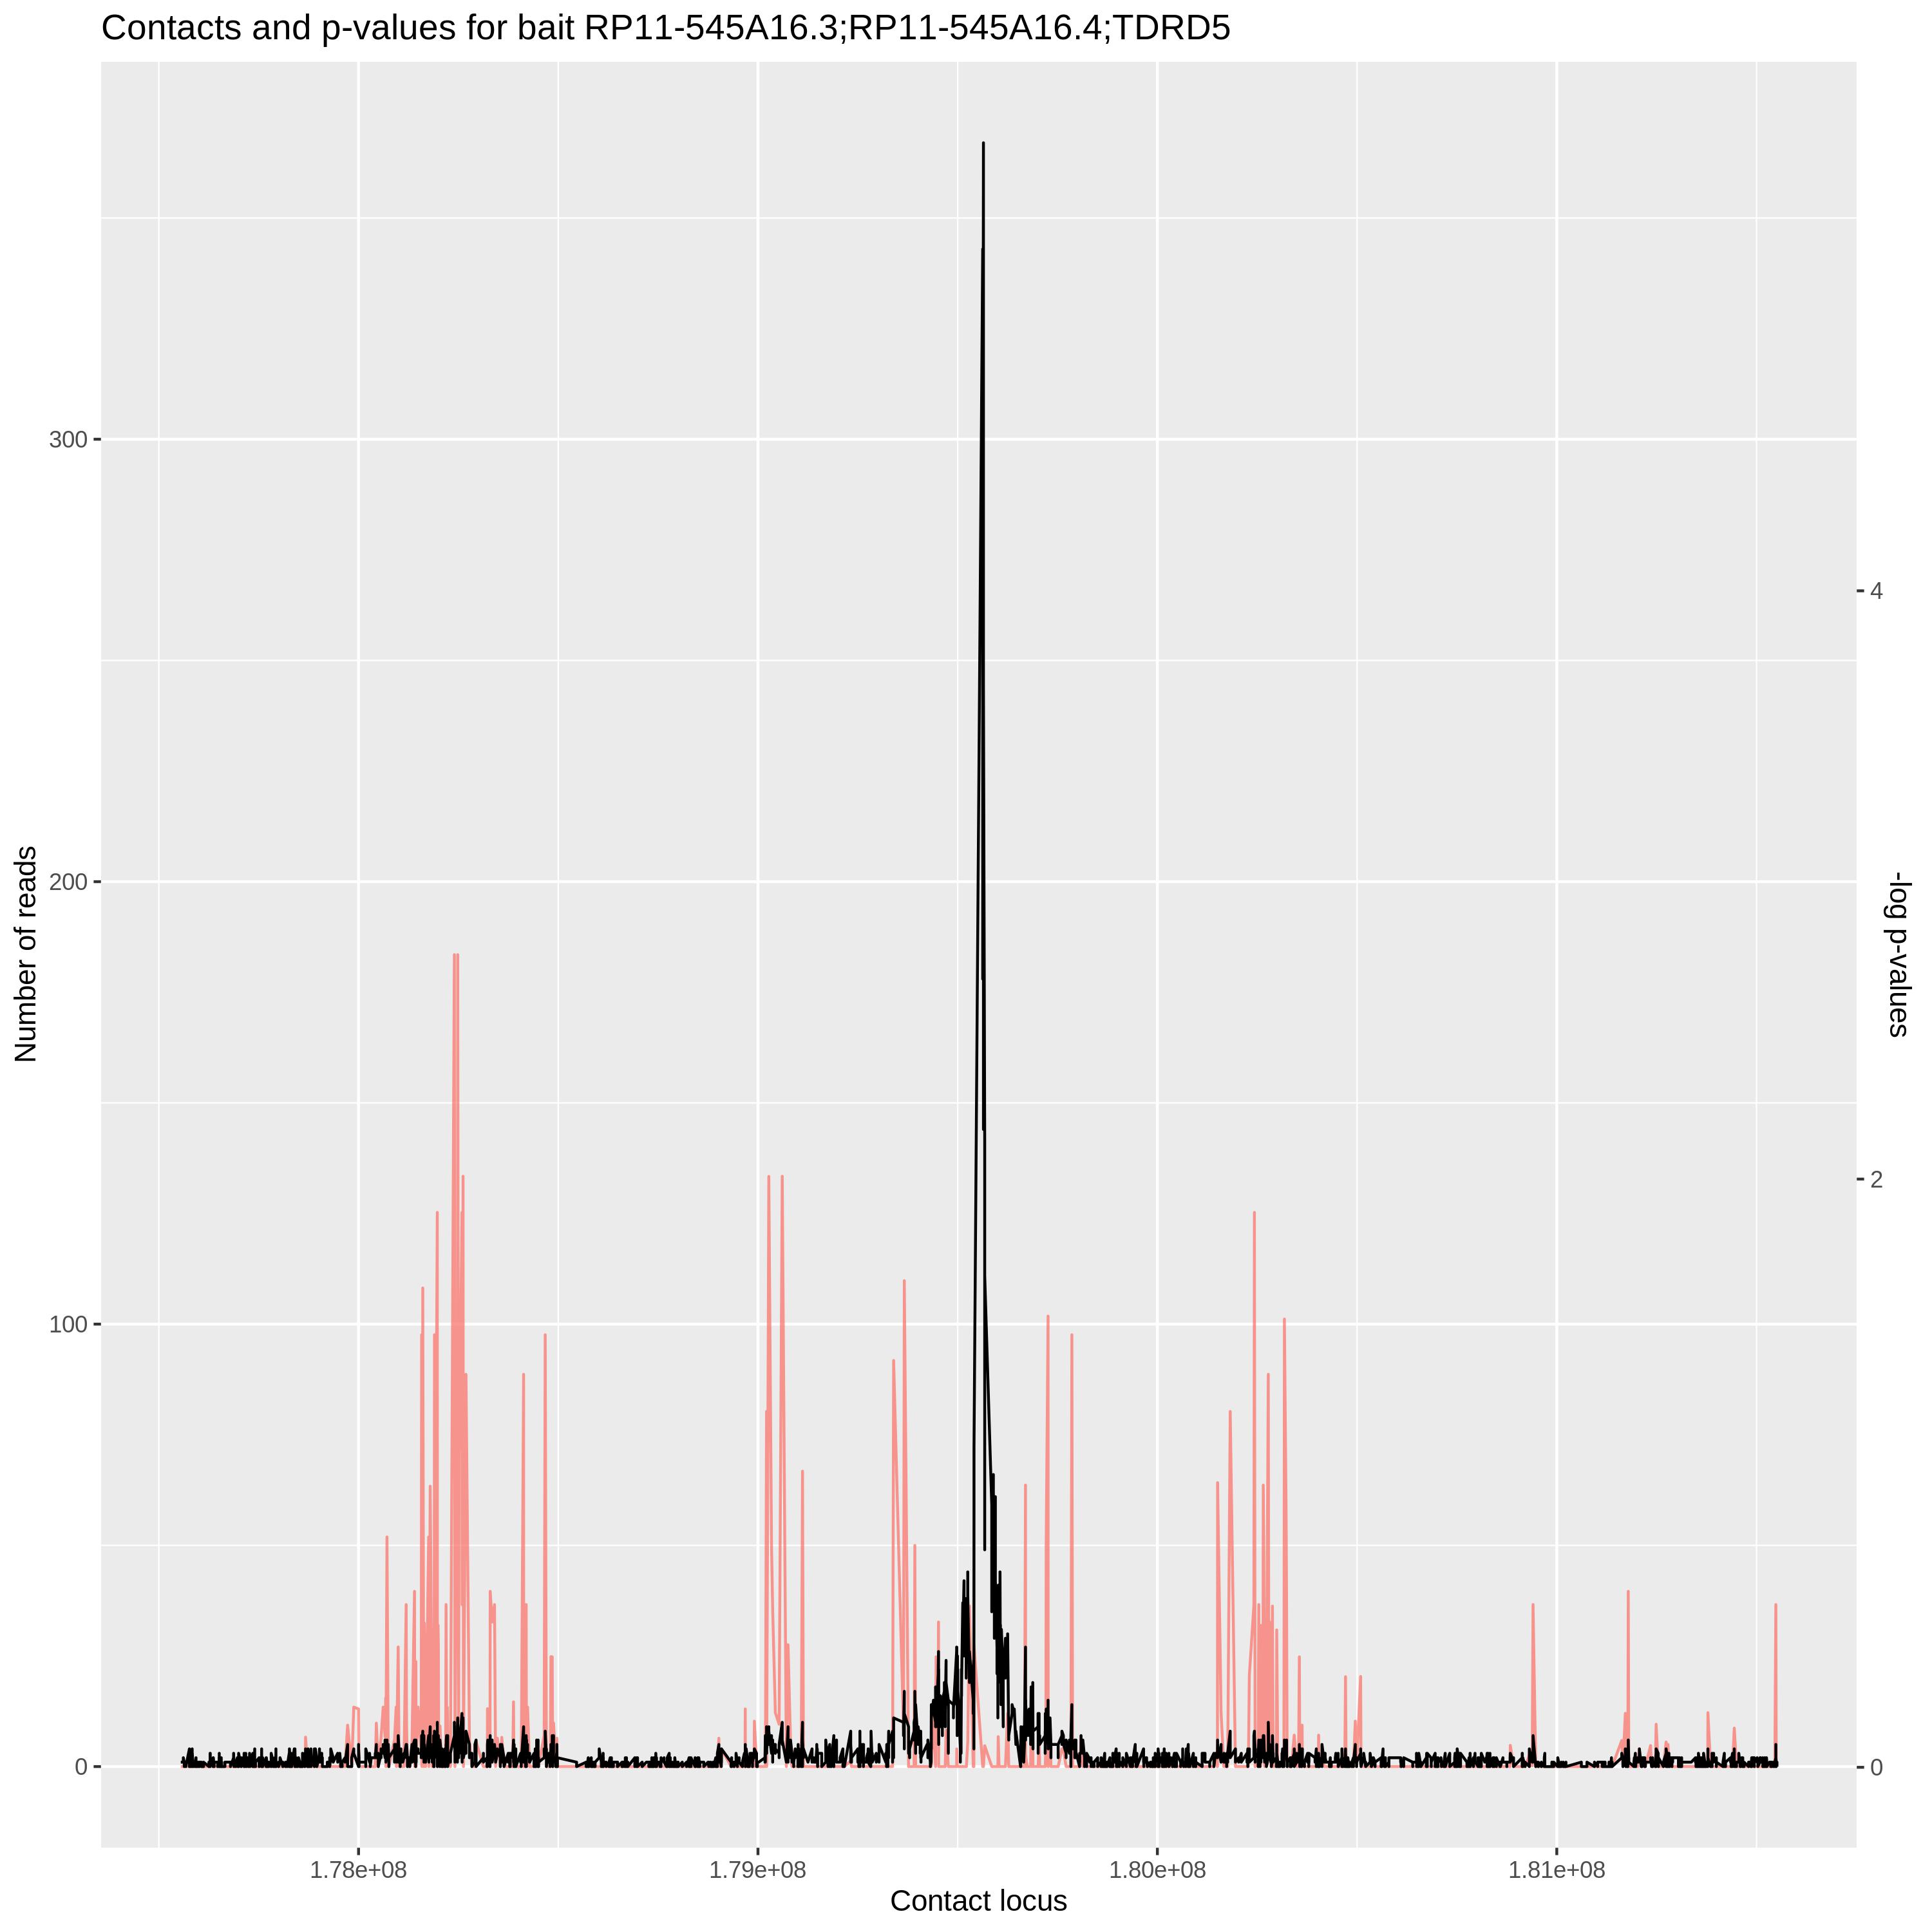 Contacts and p-values for bait RP11-545A16.3;RP11-545A16.4;TDRD5
Number of reads
300
200
100
0
4
2
0
-log p-values
1.78e+08
1.79e+08
1.80e+08
1.81e+08
Contact locus